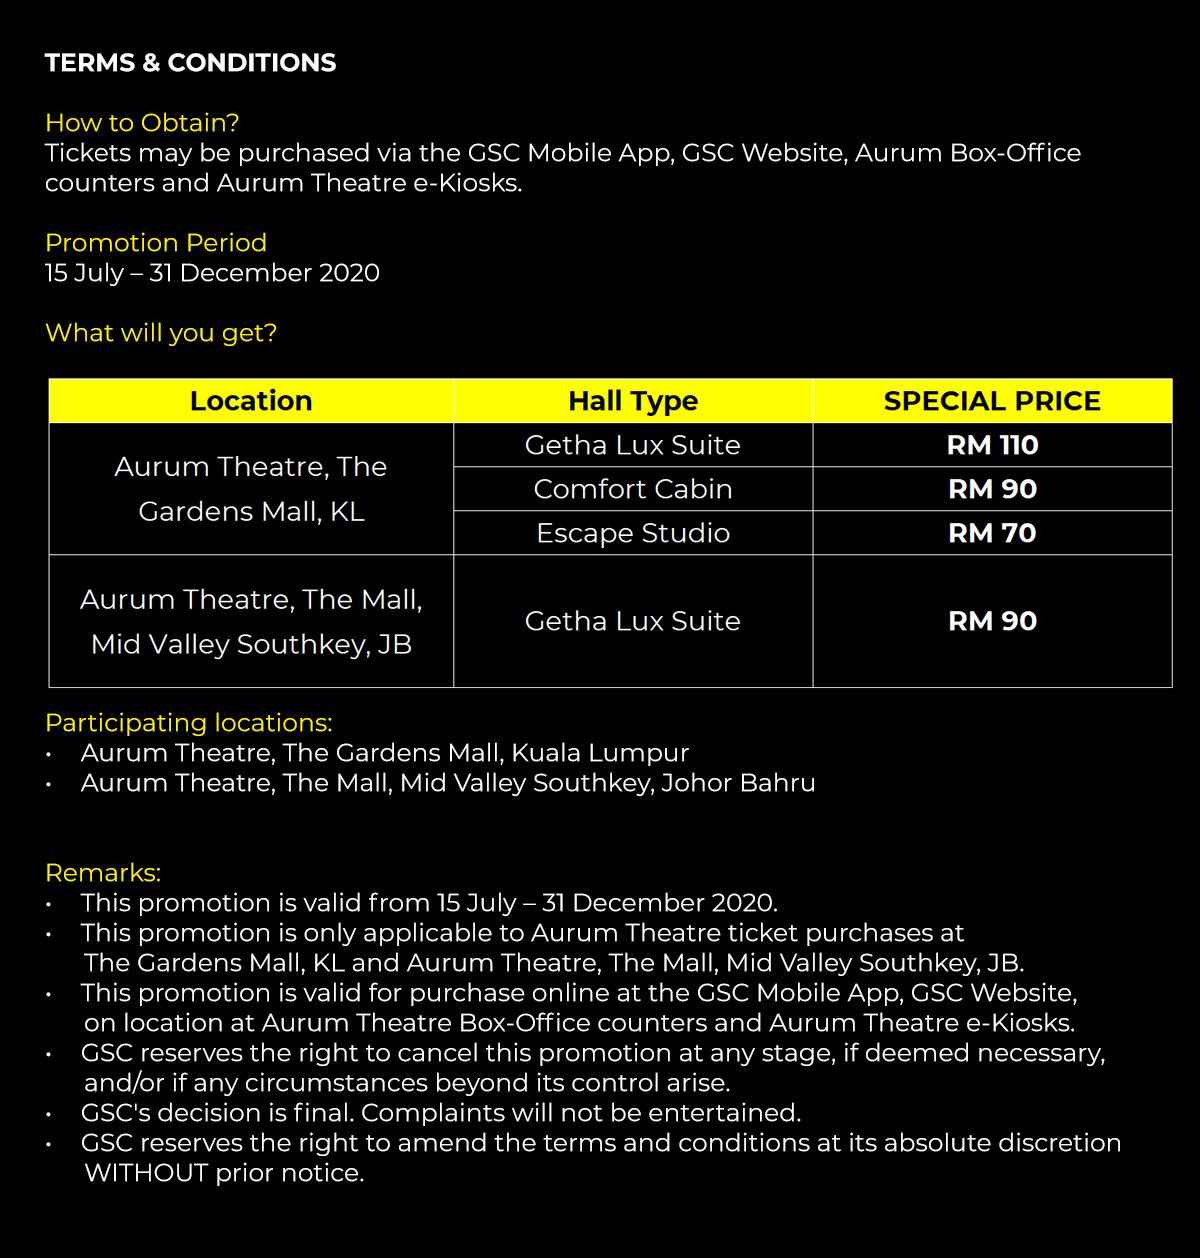 TERMS & CONDITIONS
How to Obtain?
Tickets may be purchased via the GSC Mobile App, GSC Website, Aurum Box-Office
counters and Aurum Theatre e-Kiosks.
Promotion Period
15 July – 31 December 2020
What will you get?
Location Hall Type SPECIAL PRICE
Aurum Theatre, The
Gardens Mall, KL
Getha Lux Suite RM 110
Comfort Cabin RM 90
Escape Studio RM 70
Aurum Theatre, The Mall,
Mid Valley Southkey, JB
Getha Lux Suite RM 90
Participating locations:
• Aurum Theatre, The Gardens Mall, Kuala Lumpur
• Aurum Theatre, The Mall, Mid Valley Southkey, Johor Bahru
Remarks:
• This promotion is valid from 15 July – 31 December 2020.
• This promotion is only applicable to Aurum Theatre ticket purchases at
The Gardens Mall, KL and Aurum Theatre, The Mall, Mid Valley Southkey, JB.
• This promotion is valid for purchase online at the GSC Mobile App, GSC Website,
on location at Aurum Theatre Box-Office counters and Aurum Theatre e-Kiosks.
• GSC reserves the right to cancel this promotion at any stage, if deemed necessary,
and/or if any circumstances beyond its control arise.
• GSC's decision is final. Complaints will not be entertained.
• GSC reserves the right to amend the terms and conditions at its absolute discretion
WITHOUT prior notice.